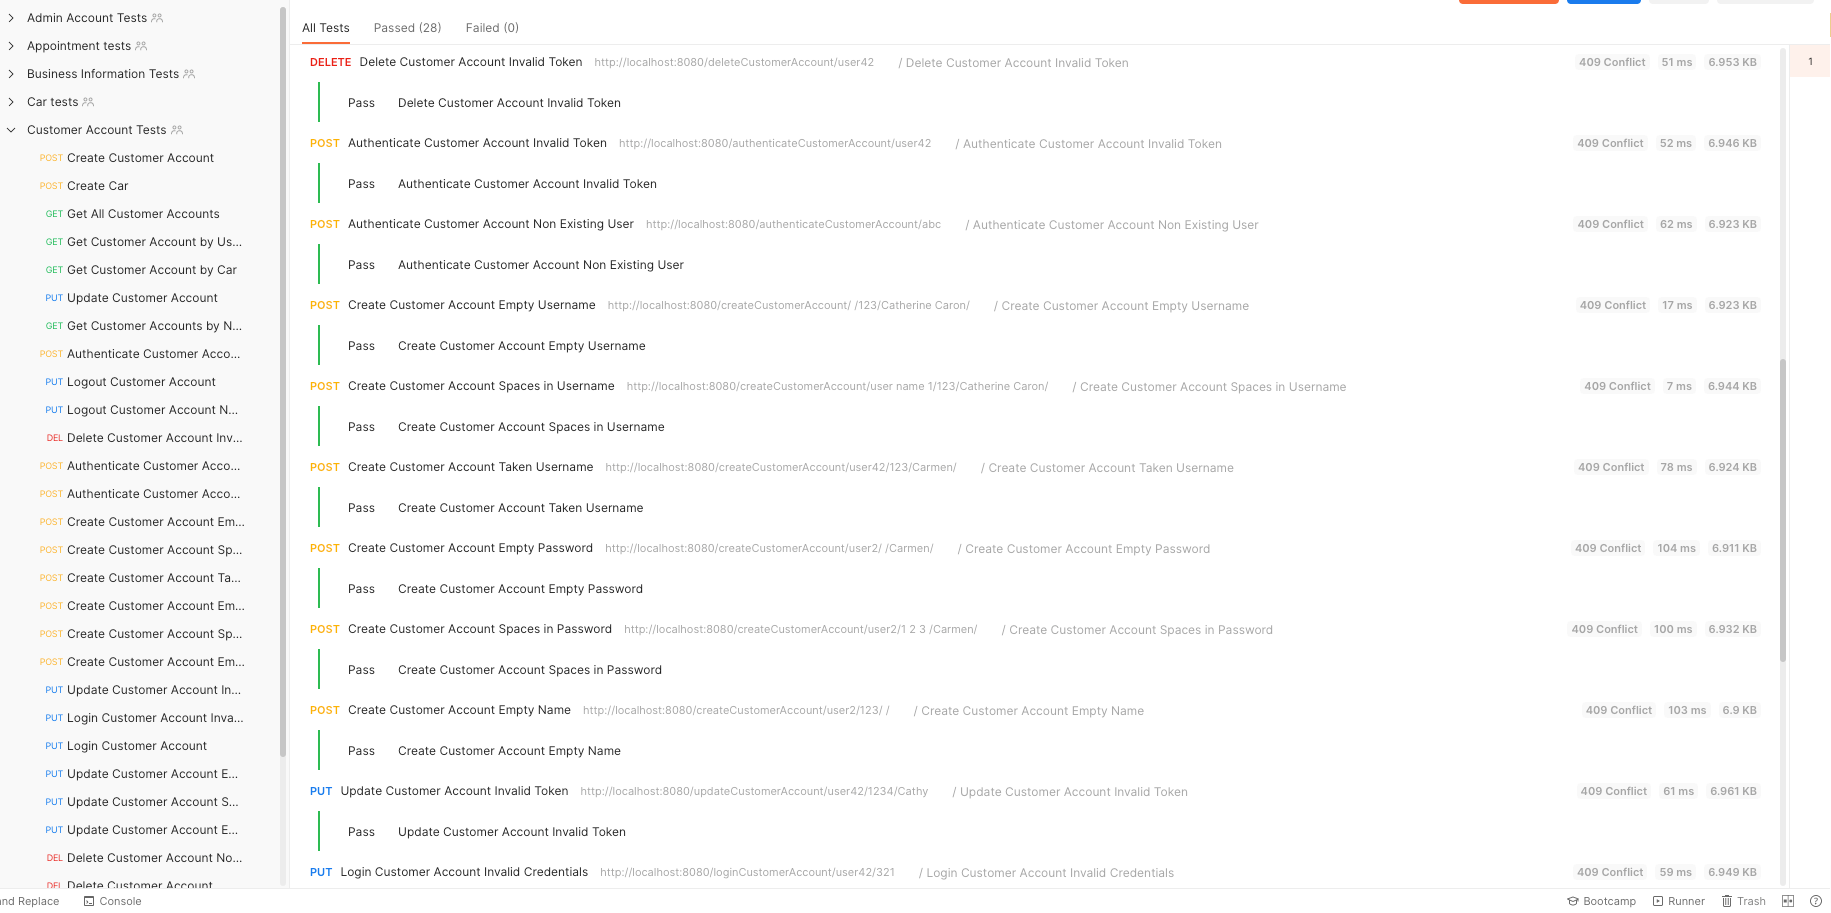 Admin Account Tests
Appointment tests
Business Information Tests
Car tests
Customer Account Tests
POST Create Customer Account
POST Create Car
GET Get All Customer Accounts
GET Get Customer Account by Us...
GET Get Customer Account by Car
PUT Update Customer Account
GET Get Customer Accounts by N...
POST Authenticate Customer Acco...
PUT Logout Customer Account
PUT Logout Customer Account N...
DEL Delete Customer Account Inv...
POST Authenticate Customer Acco...
POST Authenticate Customer Acco...
POST Create Customer Account Em...
POST Create Customer Account Sp...
POST Create Customer Account Ta...
POST Create Customer Account Em...
POST Create Customer Account Sp...
POST Create Customer Account Em...
PUT Update Customer Account In...
PUT Login Customer Account Inva...
PUT Login Customer Account
PUT Update Customer Account E...
PUT Update Customer Account S...
PUT Update Customer Account E...
DEL Delete Customer Account No...
DEL Delete Customer Account
All Tests Passed (28) Failed (0)
DELETE Delete Customer Account Invalid Token http://localhost:8080/deleteCustomerAccount/user42 / Delete Customer Account Invalid Token 409 Conflict 51 ms 6.953 KB
Pass Delete Customer Account Invalid Token
POST Authenticate Customer Account Invalid Token http://localhost:8080/authenticateCustomerAccount/user42 / Authenticate Customer Account Invalid Token 409 Conflict 52 ms 6.946 KB
Pass Authenticate Customer Account Invalid Token
POST Authenticate Customer Account Non Existing User http://localhost:8080/authenticateCustomerAccount/abc / Authenticate Customer Account Non Existing User 409 Conflict 62 ms 6.923 KB
Pass Authenticate Customer Account Non Existing User
POST Create Customer Account Empty Username http://localhost:8080/createCustomerAccount/ /123/Catherine Caron/ / Create Customer Account Empty Username 409 Conflict 17 ms 6.923 KB
Pass Create Customer Account Empty Username
POST Create Customer Account Spaces in Username http://localhost:8080/createCustomerAccount/user name 1/123/Catherine Caron/ / Create Customer Account Spaces in Username 409 Conflict 7 ms 6.944 KB
Pass Create Customer Account Spaces in Username
POST Create Customer Account Taken Username http://localhost:8080/createCustomerAccount/user42/123/Carmen/ / Create Customer Account Taken Username 409 Conflict 78 ms 6.924 KB
Pass Create Customer Account Taken Username
POST Create Customer Account Empty Password http://localhost:8080/createCustomerAccount/user2/ /Carmen/ / Create Customer Account Empty Password 409 Conflict 104 ms 6.911 KB
Pass Create Customer Account Empty Password
POST Create Customer Account Spaces in Password http://localhost:8080/createCustomerAccount/user2/1 2 3 /Carmen/ / Create Customer Account Spaces in Password 409 Conflict 100 ms 6.932 KB
Pass Create Customer Account Spaces in Password
POST Create Customer Account Empty Name http://localhost:8080/createCustomerAccount/user2/123/ / / Create Customer Account Empty Name 409 Conflict 103 ms 6.9 KB
Pass Create Customer Account Empty Name
PUT Update Customer Account Invalid Token http://localhost:8080/updateCustomerAccount/user42/1234/Cathy / Update Customer Account Invalid Token 409 Conflict 61 ms 6.961 KB
Pass Update Customer Account Invalid Token
PUT Login Customer Account Invalid Credentials http://localhost:8080/loginCustomerAccount/user42/321 / Login Customer Account Invalid Credentials 409 Conflict 59 ms 6.949 KB
1
nd Replace Console Bootcamp Runner Trash